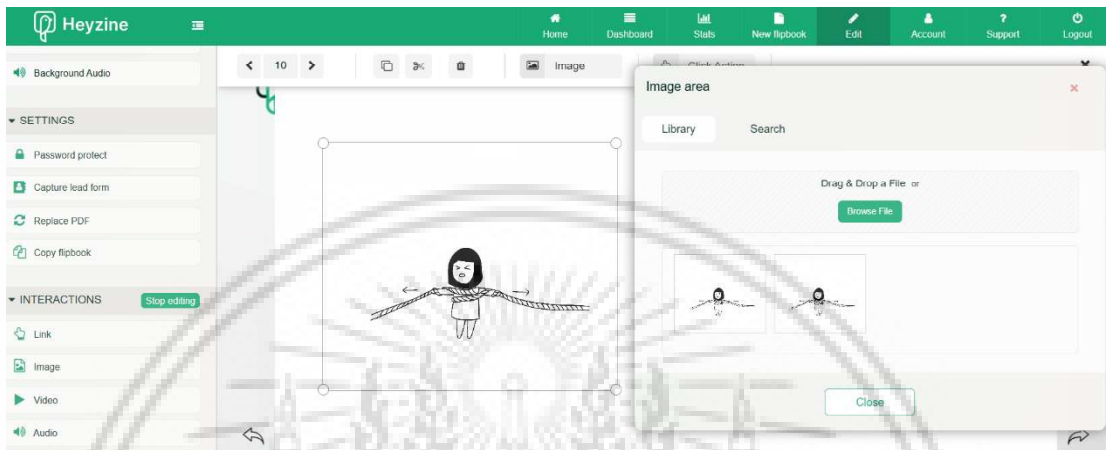 Heyzine
Home
Dashboard
Stats
New flipbook
Edit
Account
Support
Logout
Background Audio
SETTINGS
Password protect
Capture lead form
Replace PDF
Copy flipbook
INTERACTIONS
Stop editing
Link
Image
Video
Audio
10
Image
Click Action
Image area
Library
Search
Drag & Drop a File or
Browse File
Close